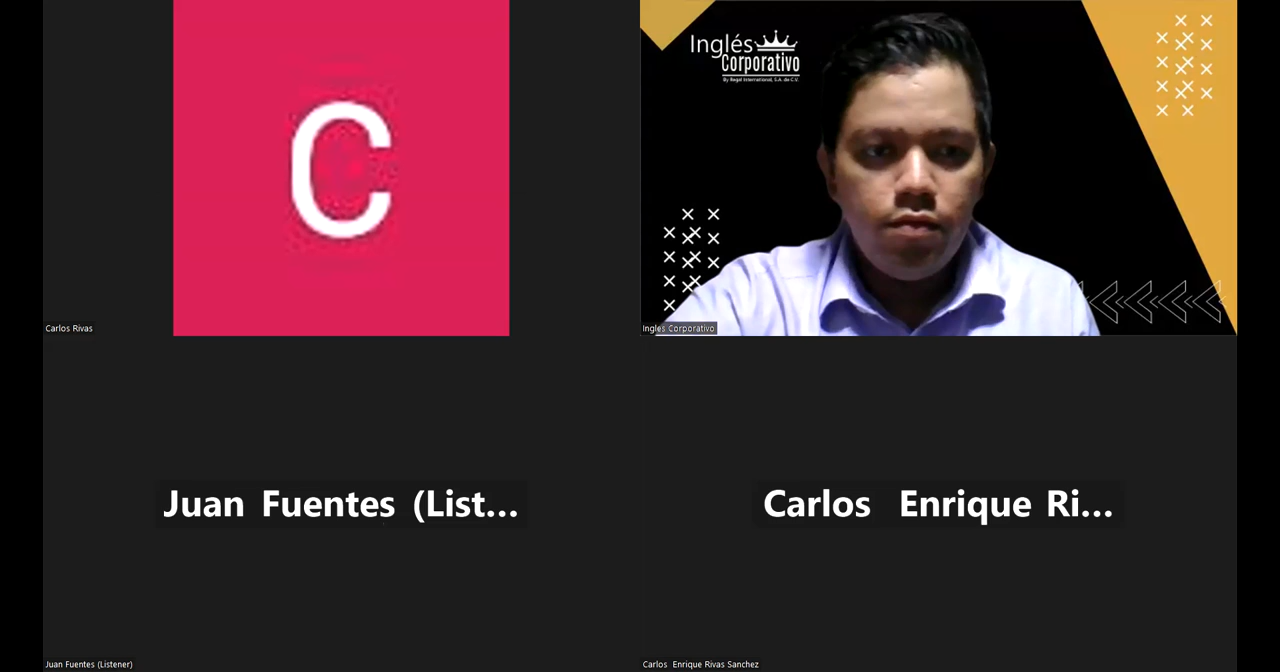 C
Carlos Rivas
Inglés
Corporativo
By Regal International, S.A. de C.V.
Inglés Corporativo
Juan Fuentes (List...
Juan Fuentes (Listener)
Carlos Enrique Ri...
Carlos Enrique Rivas Sanchez